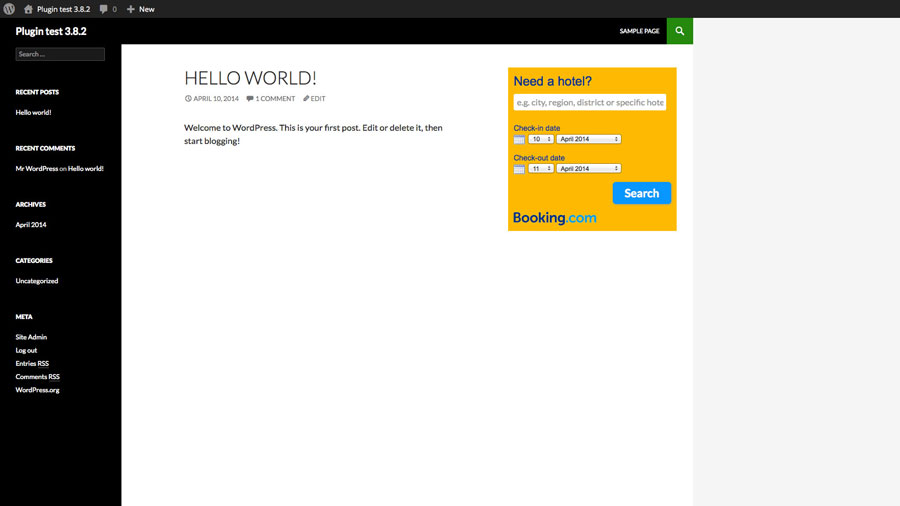 Plugin test 3.8.2 0 New
Plugin test 3.8.2
SAMPLE PAGE
Search ...
RECENT POSTS
Hello world!
RECENT COMMENTS
Mr WordPress on Hello world!
ARCHIVES
April 2014
CATEGORIES
Uncategorized
META
Site Admin
Log out
Entries RSS
Comments RSS
WordPress.org
HELLO WORLD!
APRIL 10, 2014 1 COMMENT EDIT
Welcome to WordPress. This is your first post. Edit or delete it, then
start blogging!
Need a hotel?
e.g. city, region, district or specific hote
Check-in date
10 April 2014
Check-out date
11 April 2014
Search
Booking.com